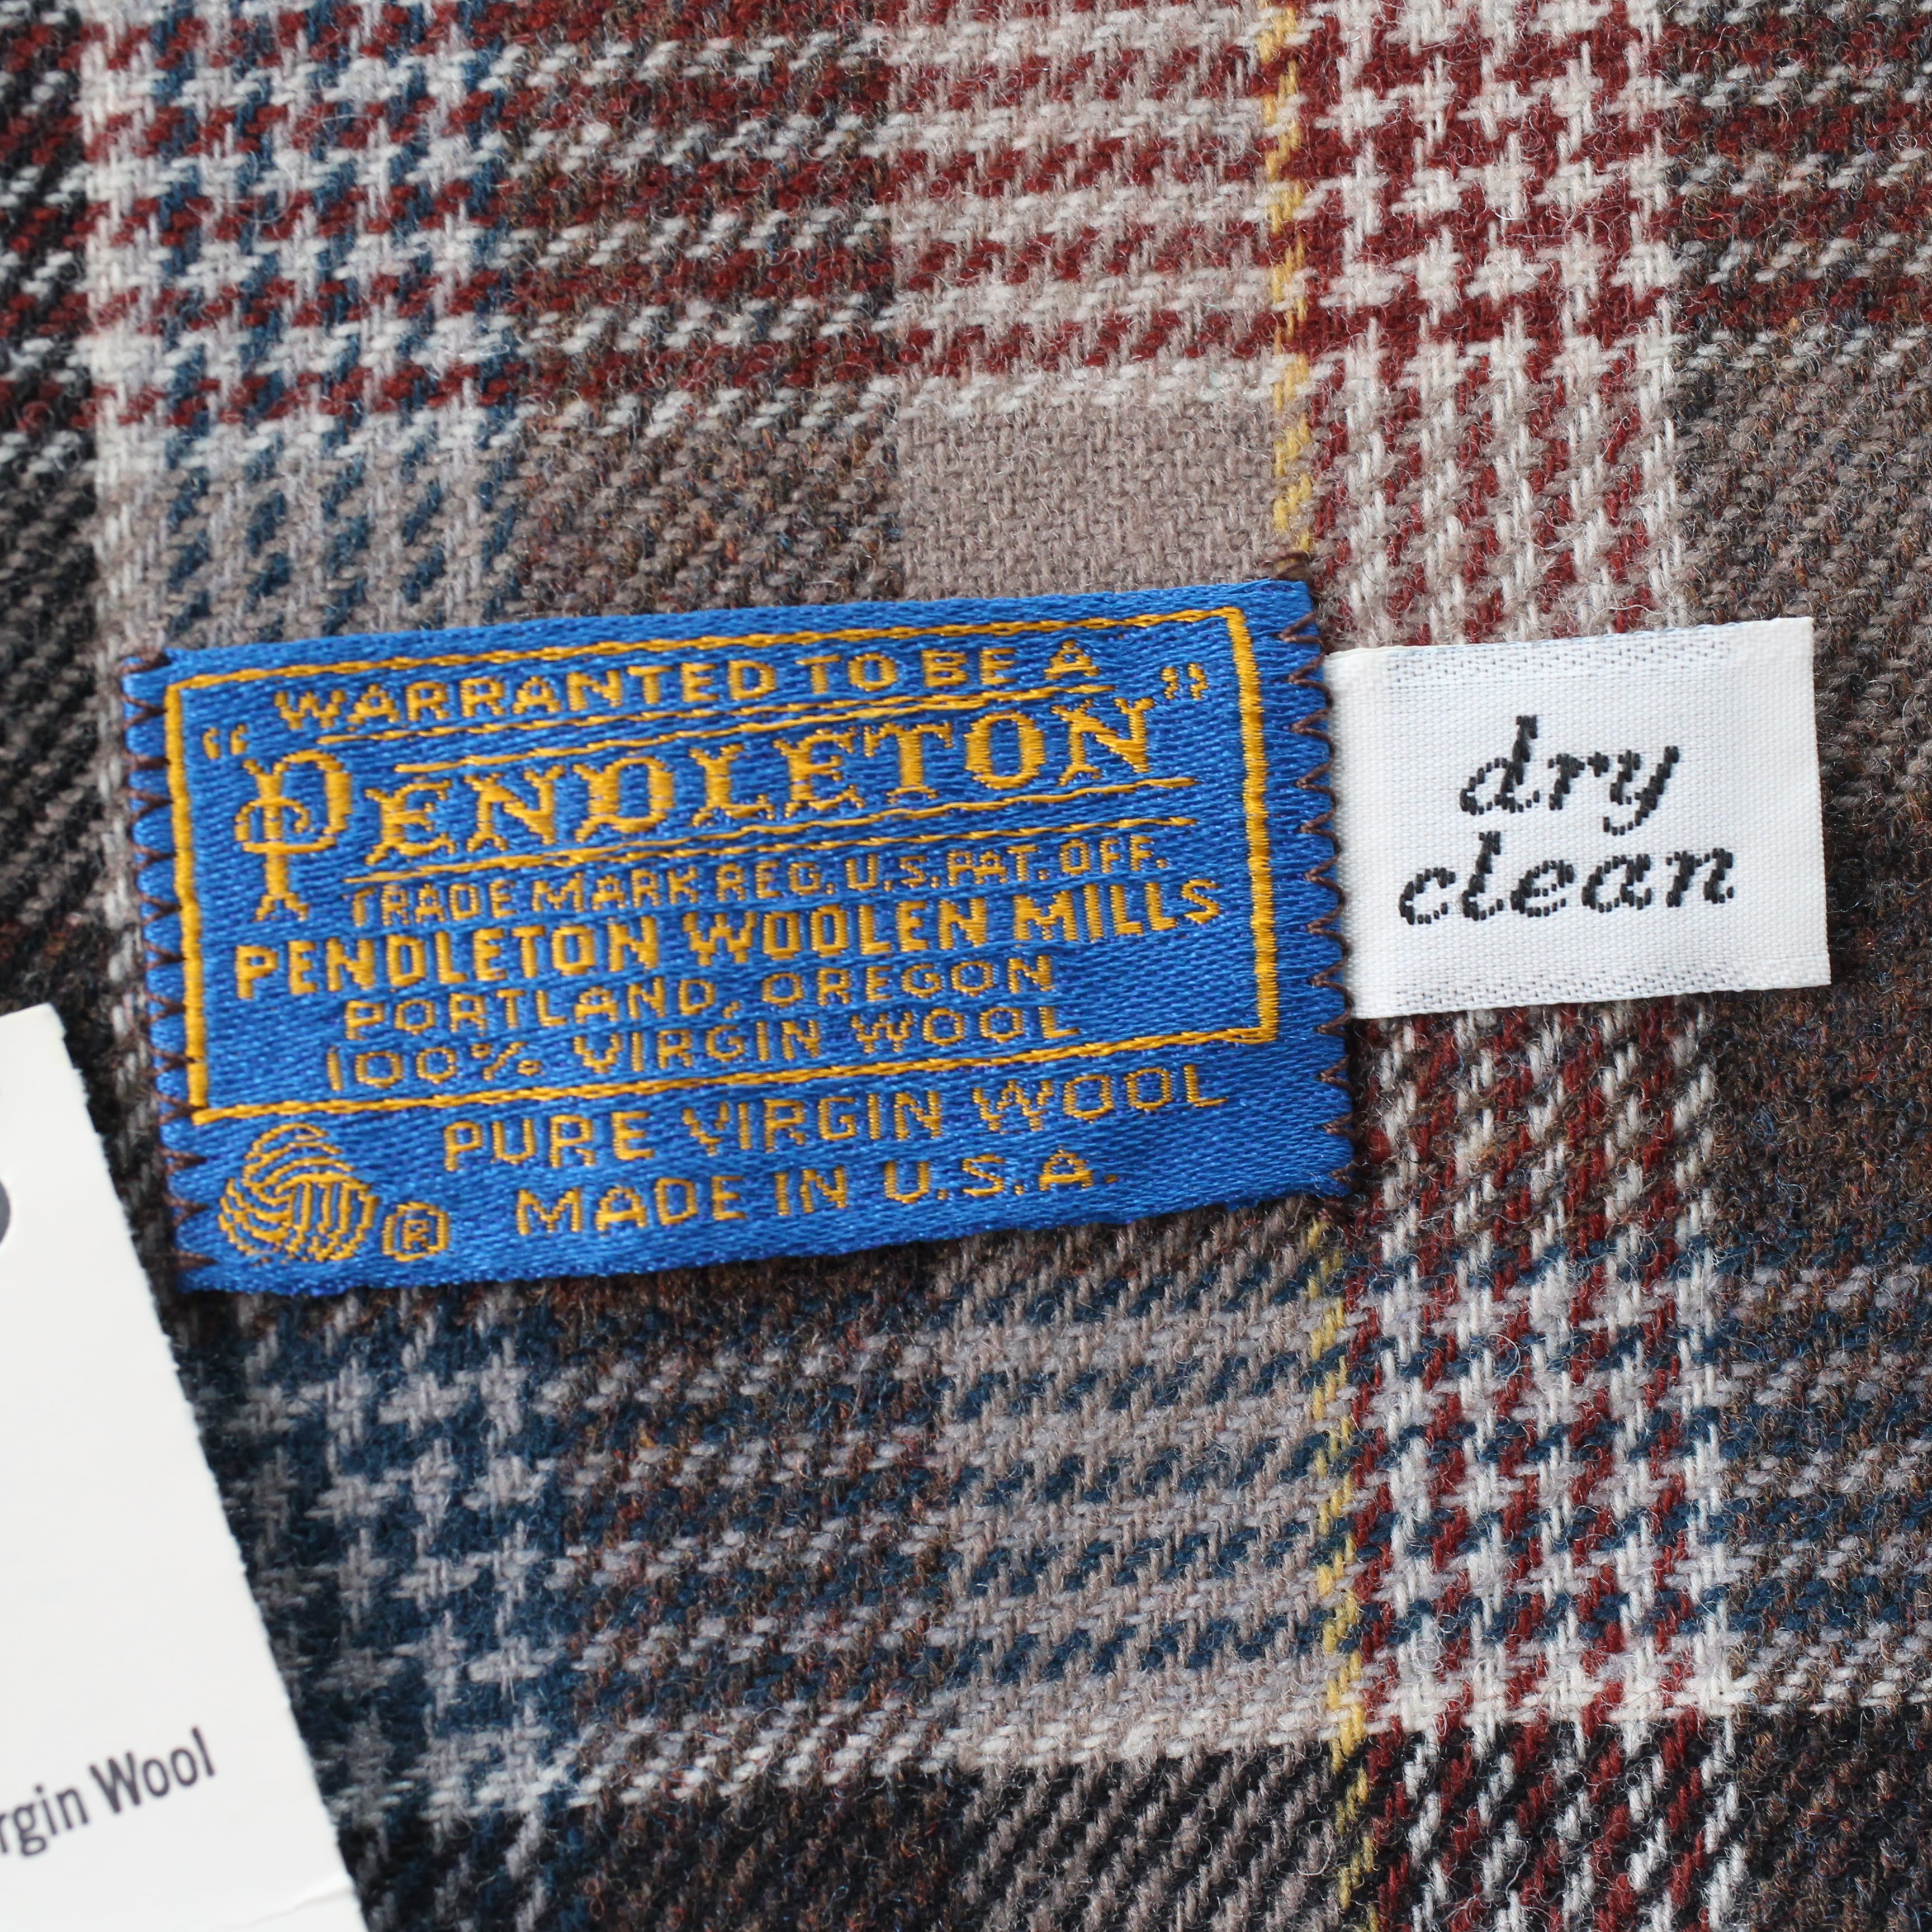 WARRANTED TO BE A
"PENDLETON"
TRADE MARK REG. U.S. PAT. OFF.
PENDLETON WOOLEN MILLS
PORTLAND, OREGON
100% VIRGIN WOOL
PURE VIRGIN WOOL
® MADE IN U.S.A.
dry
clean
rgin Wool